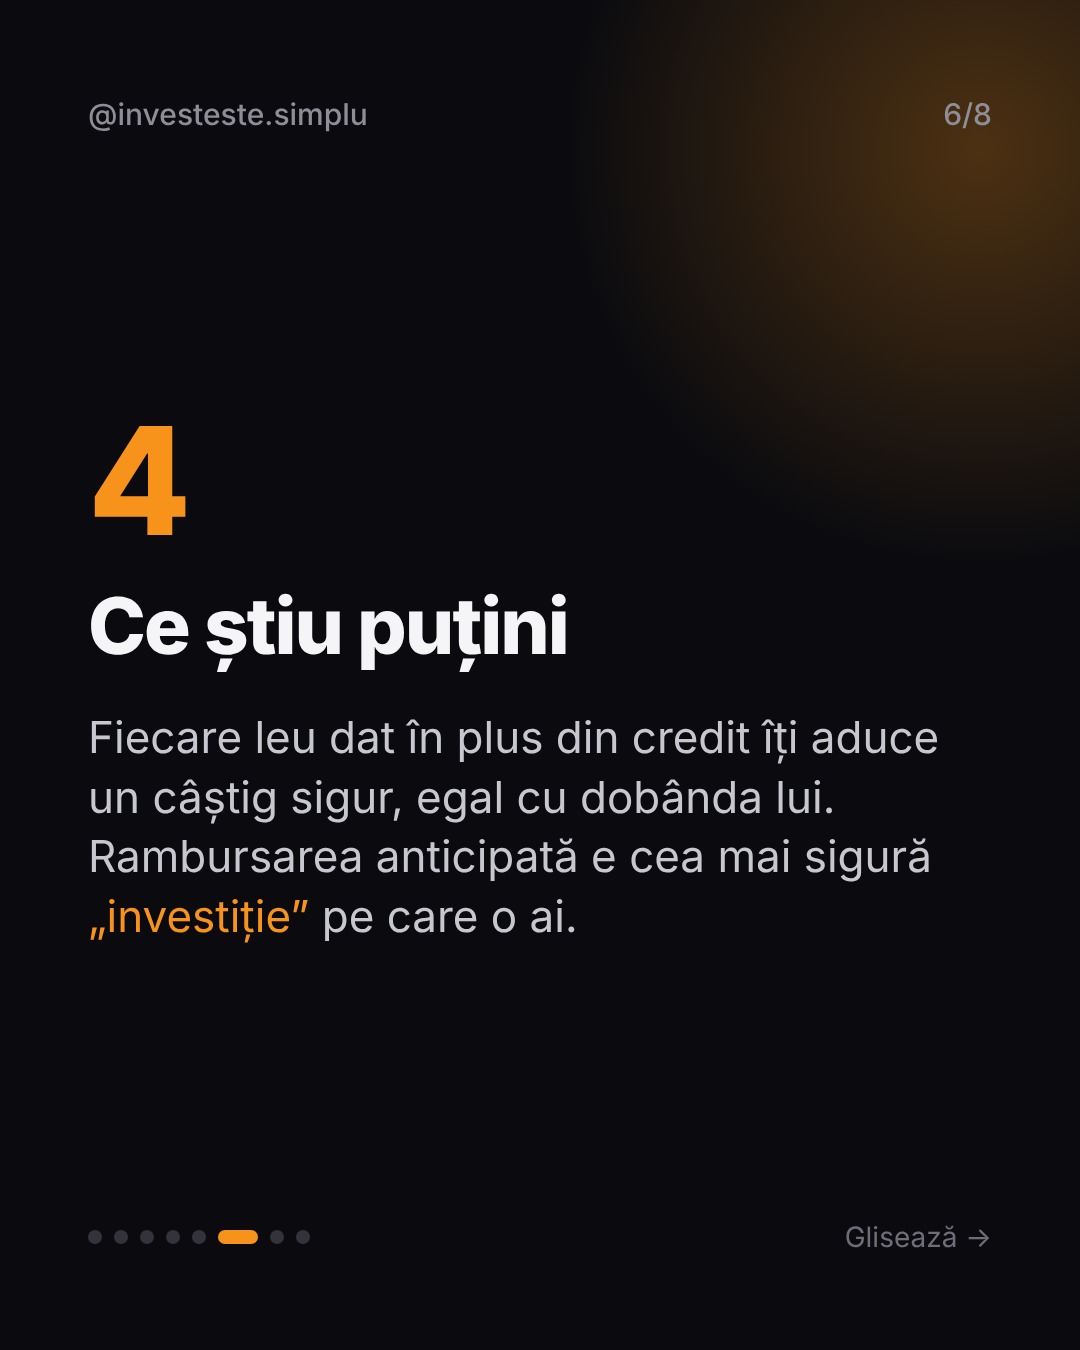 @investeste.simplu
6/8
4
Ce știu puțini
Fiecare leu dat în plus din credit îți aduce
un câștig sigur, egal cu dobânda lui.
Rambursarea anticipată e cea mai sigură
„investiție” pe care o ai.
Glisează →